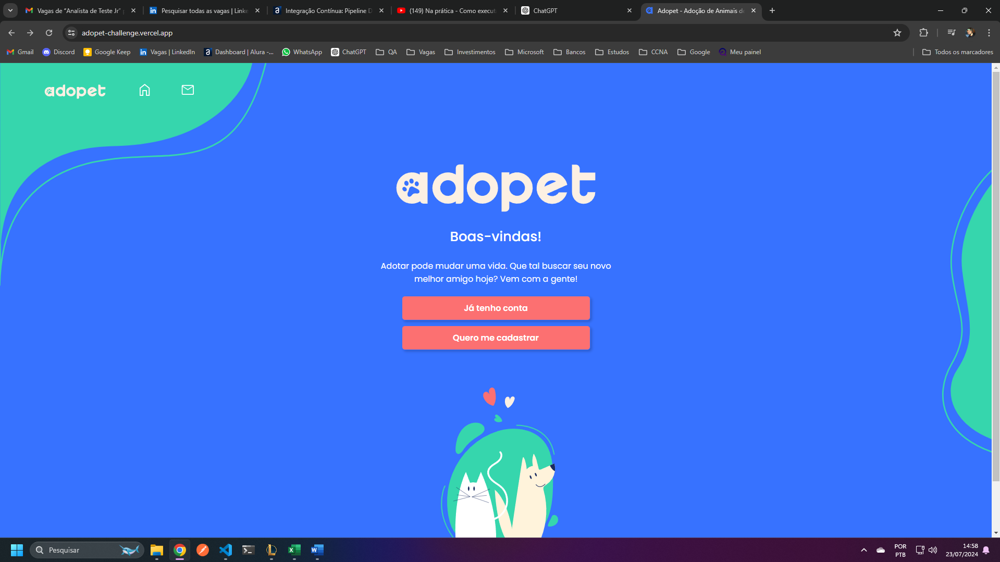 Vagas de “Analista de Teste Jr”
Pesquisar todas as vagas | Linke
Integração Contínua: Pipeline D
(149) Na prática - Como execut
ChatGPT
Adopet - Adoção de Animais de
adopet-challenge.vercel.app
Gmail
Discord
Google Keep
Vagas | LinkedIn
Dashboard | Alura -...
WhatsApp
ChatGPT
QA
Vagas
Investimentos
Microsoft
Bancos
Estudos
CCNA
Google
Meu painel
Todos os marcadores
adopet
adopet
Boas-vindas!
Adotar pode mudar uma vida. Que tal buscar seu novo
melhor amigo hoje? Vem com a gente!
Já tenho conta
Quero me cadastrar
Pesquisar
POR
PTB
14:58
23/07/2024